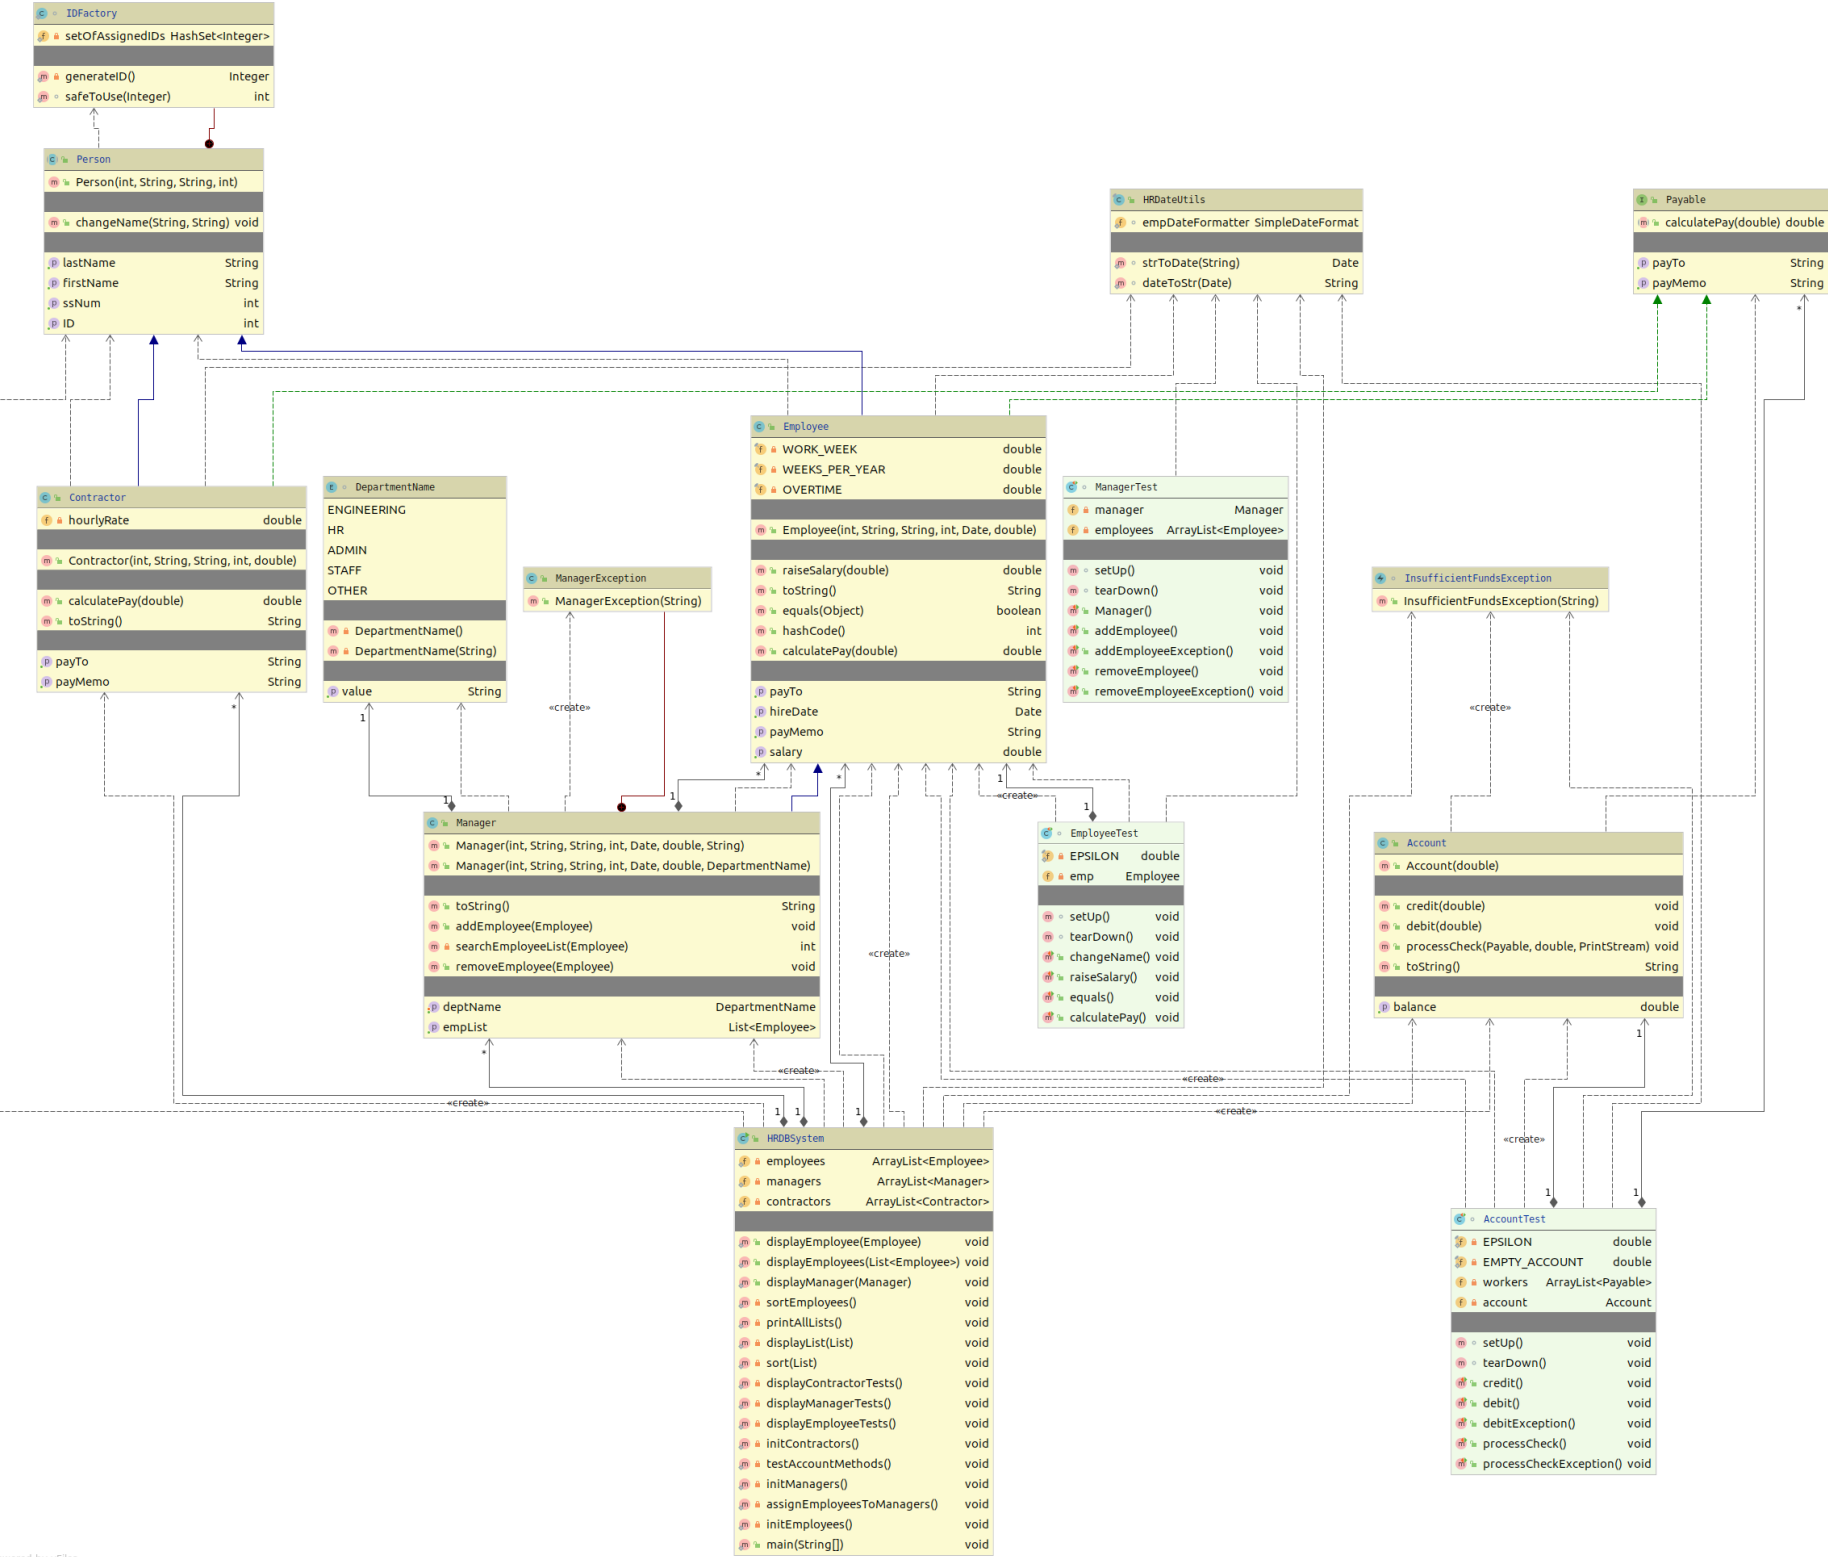 IDFactory
setOfAssignedIDs HashSet<Integer>
generateID() Integer
safeToUse(Integer) int
Person
Person(int, String, String, int)
changeName(String, String) void
lastName String
firstName String
ssNum int
ID int
HRDateUtils
empDateFormatter SimpleDateFormat
strToDate(String) Date
dateToStr(Date) String
Payable
calculatePay(double) double
payTo String
payMemo String
*
Contractor
hourlyRate double
Contractor(int, String, String, int, double)
calculatePay(double) double
toString() String
payTo String
payMemo String
*
DepartmentName
ENGINEERING
HR
ADMIN
STAFF
OTHER
DepartmentName()
DepartmentName(String)
value String
1
ManagerException
ManagerException(String)
«create»
Employee
WORK_WEEK double
WEEKS_PER_YEAR double
OVERTIME double
Employee(int, String, String, int, Date, double)
raiseSalary(double) double
toString() String
equals(Object) boolean
hashCode() int
calculatePay(double) double
payTo String
hireDate Date
payMemo String
salary double
*
*
1
«create»
ManagerTest
manager Manager
employees ArrayList<Employee>
setUp() void
tearDown() void
Manager() void
addEmployee() void
addEmployeeException() void
removeEmployee() void
removeEmployeeException() void
InsufficientFundsException
InsufficientFundsException(String)
«create»
1
1
Manager
Manager(int, String, String, int, Date, double, String)
Manager(int, String, String, int, Date, double, DepartmentName)
toString() String
addEmployee(Employee) void
searchEmployeeList(Employee) int
removeEmployee(Employee) void
deptName DepartmentName
empList List<Employee>
*
«create»
«create»
1
EmployeeTest
EPSILON double
emp Employee
setUp() void
tearDown() void
changeName() void
raiseSalary() void
equals() void
calculatePay() void
Account
Account(double)
credit(double) void
debit(double) void
processCheck(Payable, double, PrintStream) void
toString() String
balance double
1
«create»
«create»
«create»
«create»
1
1
1
HRDBSystem
employees ArrayList<Employee>
managers ArrayList<Manager>
contractors ArrayList<Contractor>
displayEmployee(Employee) void
displayEmployees(List<Employee>) void
displayManager(Manager) void
sortEmployees() void
printAllLists() void
displayList(List) void
sort(List) void
displayContractorTests() void
displayManagerTests() void
displayEmployeeTests() void
initContractors() void
testAccountMethods() void
initManagers() void
assignEmployeesToManagers() void
initEmployees() void
main(String[]) void
1
1
AccountTest
EPSILON double
EMPTY_ACCOUNT double
workers ArrayList<Payable>
account Account
setUp() void
tearDown() void
credit() void
debit() void
debitException() void
processCheck() void
processCheckException() void